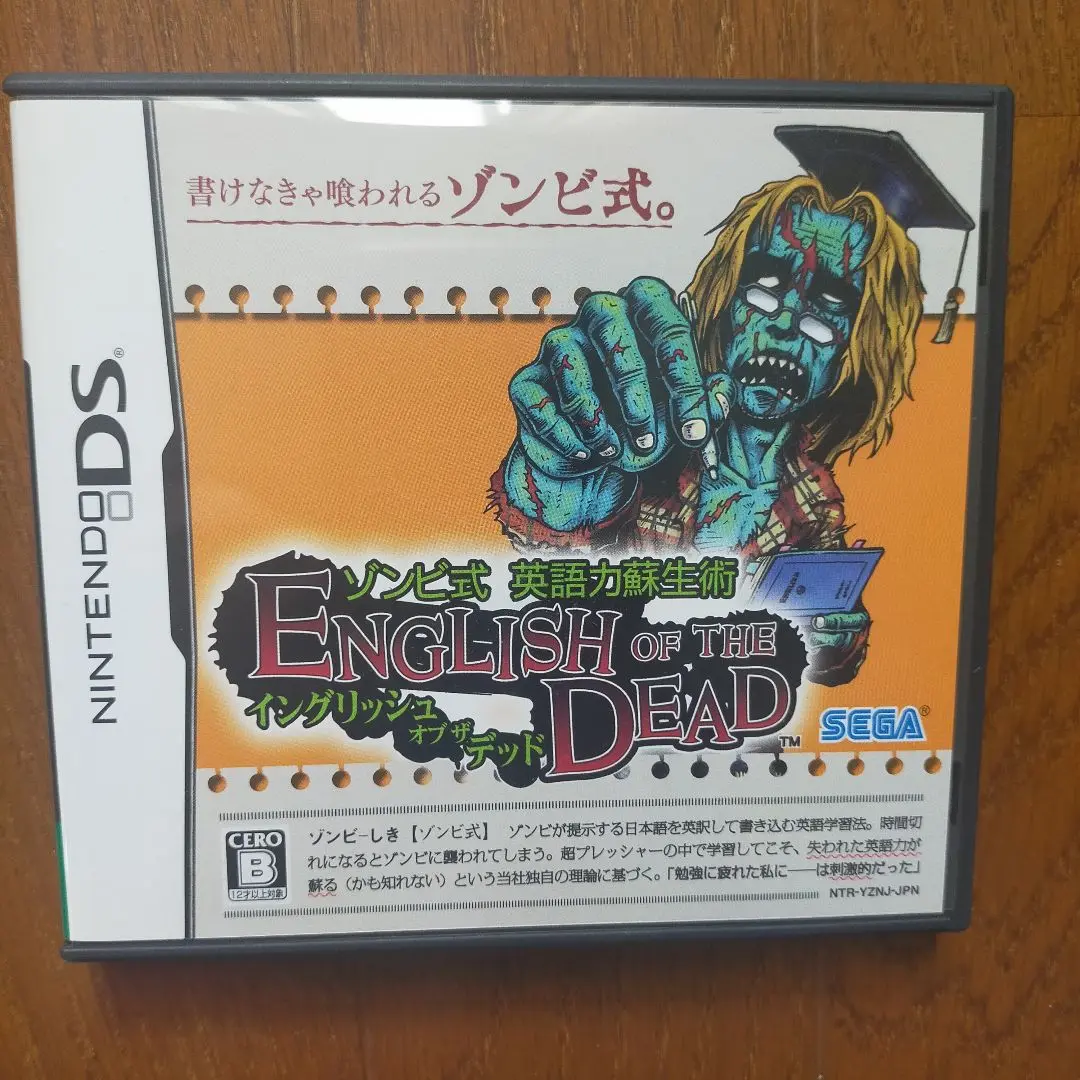 書けなきゃ喰われるゾンビ式。
NINTENDO DS®
ゾンビ式 英語力蘇生術
ENGLISH OF THE
DEAD™
イングリッシュ
オブ ザ
デッド
SEGA®
CERO
B
12才以上対象
ゾンビ−しき【ゾンビ式】 ゾンビが提示する日本語を英訳して書き込む英語学習法。時間切
れになるとゾンビに襲われてしまう。超プレッシャーの中で学習してこそ、失われた英語力が
蘇る（かも知れない）という当社独自の理論に基づく。「勉強に疲れた私に――は刺激的だった」
NTR-YZNJ-JPN